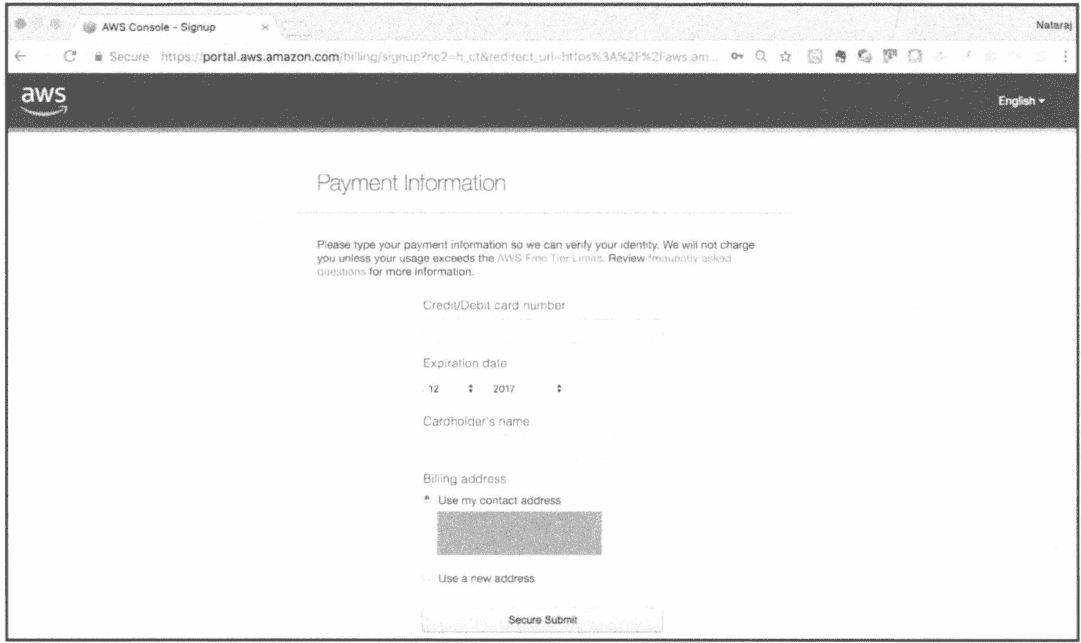 AWS Console - Signup ×
Nataraj
Secure https://portal.aws.amazon.com/billing/signup?nc2=h_ct&redirect_url=https%3A%2F%2Faws.am...
aws
English
Payment Information
Please type your payment information so we can verify your identity. We will not charge
you unless your usage exceeds the AWS Free Tier Limits. Review frequently asked
questions for more information.
Credit/Debit card number
Expiration date
12 2017
Cardholder's name
Billing address
Use my contact address
Use a new address
Secure Submit